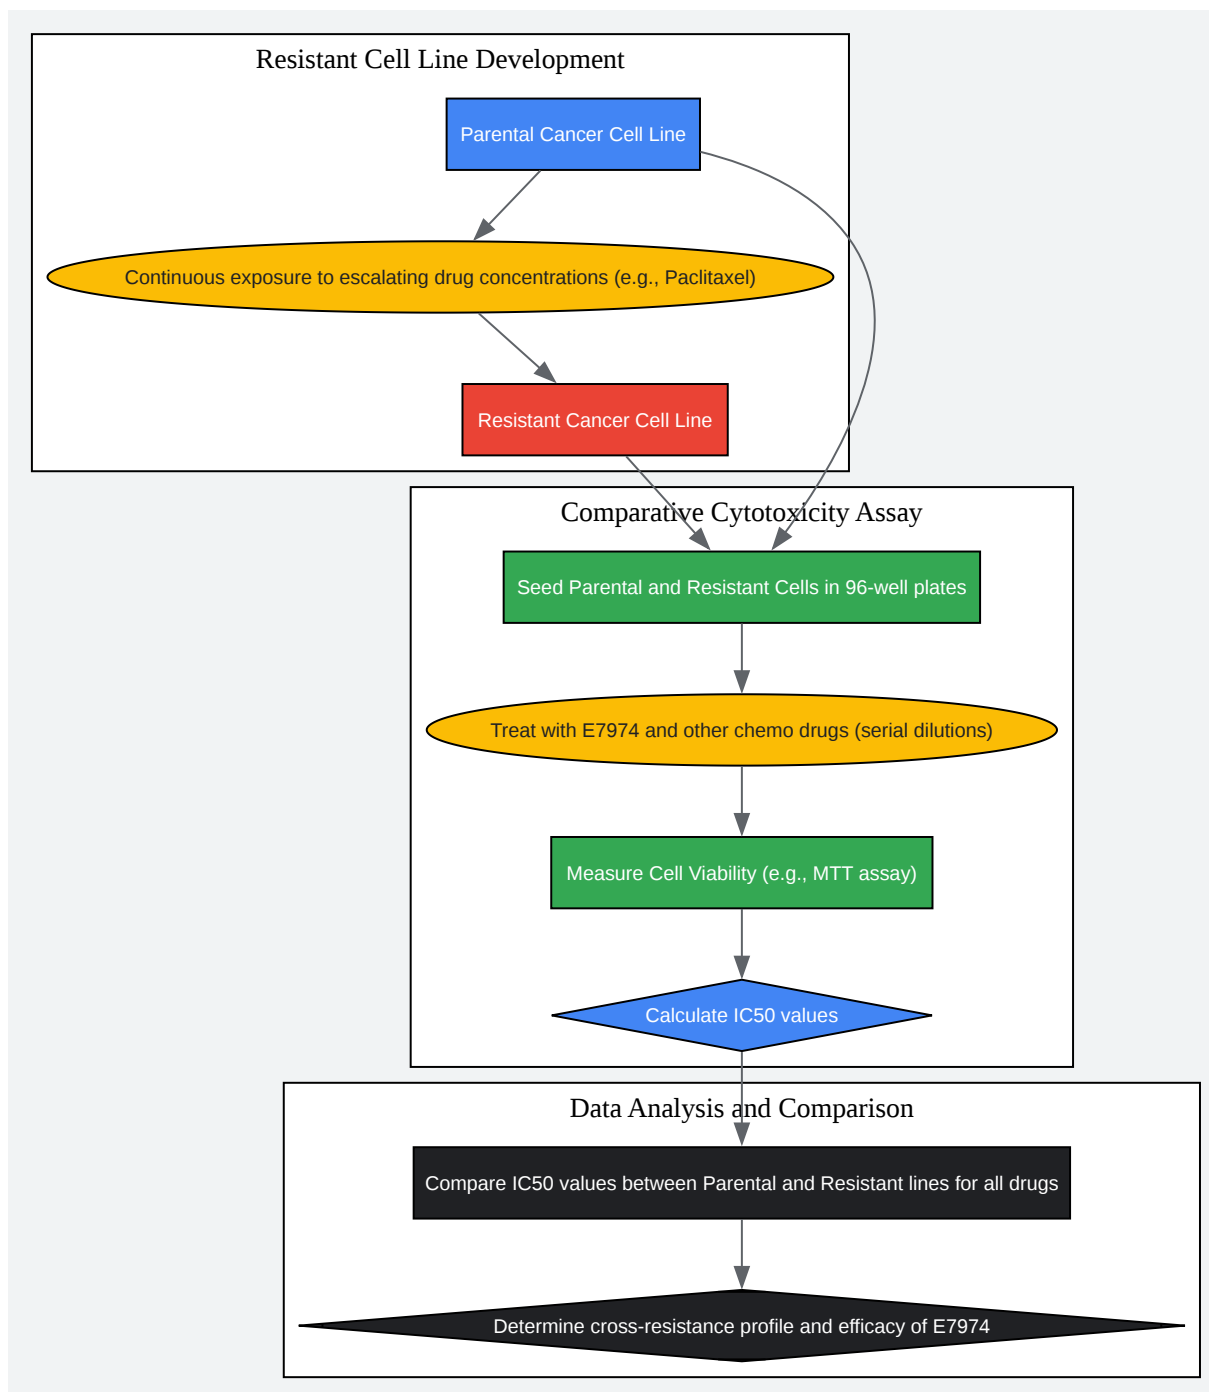 Resistant Cell Line Development
Parental Cancer Cell Line
Continuous exposure to escalating drug concentrations (e.g., Paclitaxel)
Resistant Cancer Cell Line
Comparative Cytotoxicity Assay
Seed Parental and Resistant Cells in 96-well plates
Treat with E7974 and other chemo drugs (serial dilutions)
Measure Cell Viability (e.g., MTT assay)
Calculate IC50 values
Data Analysis and Comparison
Compare IC50 values between Parental and Resistant lines for all drugs
Determine cross-resistance profile and efficacy of E7974